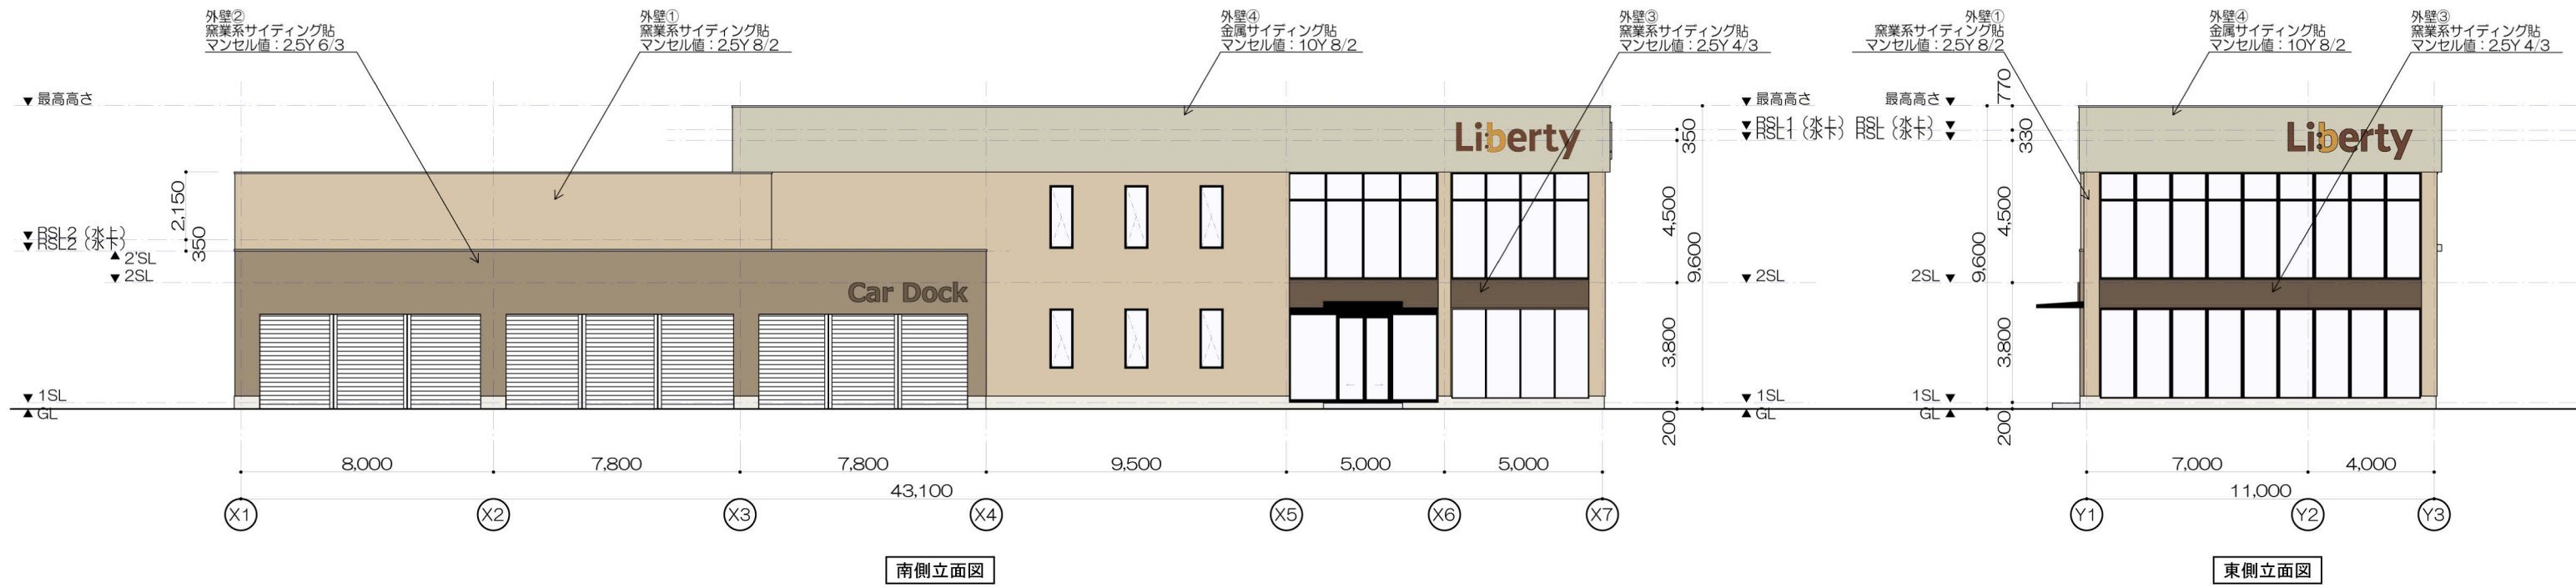 外壁②
窯業系サイディング貼
マンセル値：2.5Y 6/3
外壁①
窯業系サイディング貼
マンセル値：2.5Y 8/2
外壁④
金属サイディング貼
マンセル値：10Y 8/2
外壁③
窯業系サイディング貼
マンセル値：2.5Y 4/3
外壁①
窯業系サイディング貼
マンセル値：2.5Y 8/2
外壁④
金属サイディング貼
マンセル値：10Y 8/2
外壁③
窯業系サイディング貼
マンセル値：2.5Y 4/3
▼最高高さ
2,150
▼RSL2（水上）
▼RSL2（水下）
350
▲2'SL
▼2SL
▼1SL
▲GL
Liberty
Car Dock
350
4,500
9,600
3,800
200
▼最高高さ
▼RSL1（水上）
▼RSL1（水下）
▼2SL
▼1SL
▲GL
8,000
7,800
7,800
9,500
5,000
5,000
43,100
X1
X2
X3
X4
X5
X6
X7
南側立面図
最高高さ▼
RSL（水上）▼
RSL（水下）▼
2SL▼
1SL▼
GL▲
770
330
4,500
9,600
3,800
200
Liberty
7,000
4,000
11,000
Y1
Y2
Y3
東側立面図